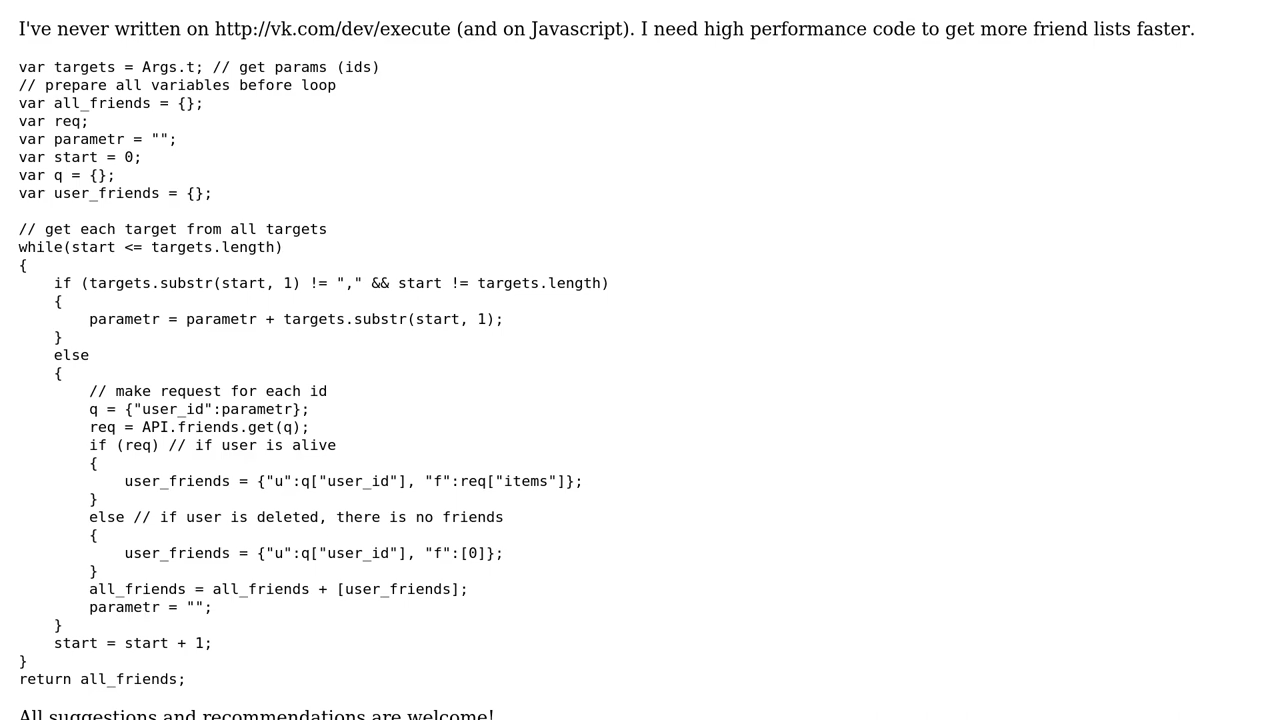 I've never written on http://vk.com/dev/execute (and on Javascript). I need high performance code to get more friend lists faster.
var targets = Args.t; // get params (ids)
// prepare all variables before loop
var all_friends = {};
var req;
var parametr = "";
var start = 0;
var q = {};
var user_friends = {};
// get each target from all targets
while(start <= targets.length)
{
    if (targets.substr(start, 1) != "," && start != targets.length)
    {
        parametr = parametr + targets.substr(start, 1);
    }
    else
    {
        // make request for each id
        q = {"user_id":parametr};
        req = API.friends.get(q);
        if (req) // if user is alive
        {
            user_friends = {"u":q["user_id"], "f":req["items"]};
        }
        else // if user is deleted, there is no friends
        {
            user_friends = {"u":q["user_id"], "f":[0]};
        }
        all_friends = all_friends + [user_friends];
        parametr = "";
    }
    start = start + 1;
}
return all_friends;
All suggestions and recommendations are welcome!